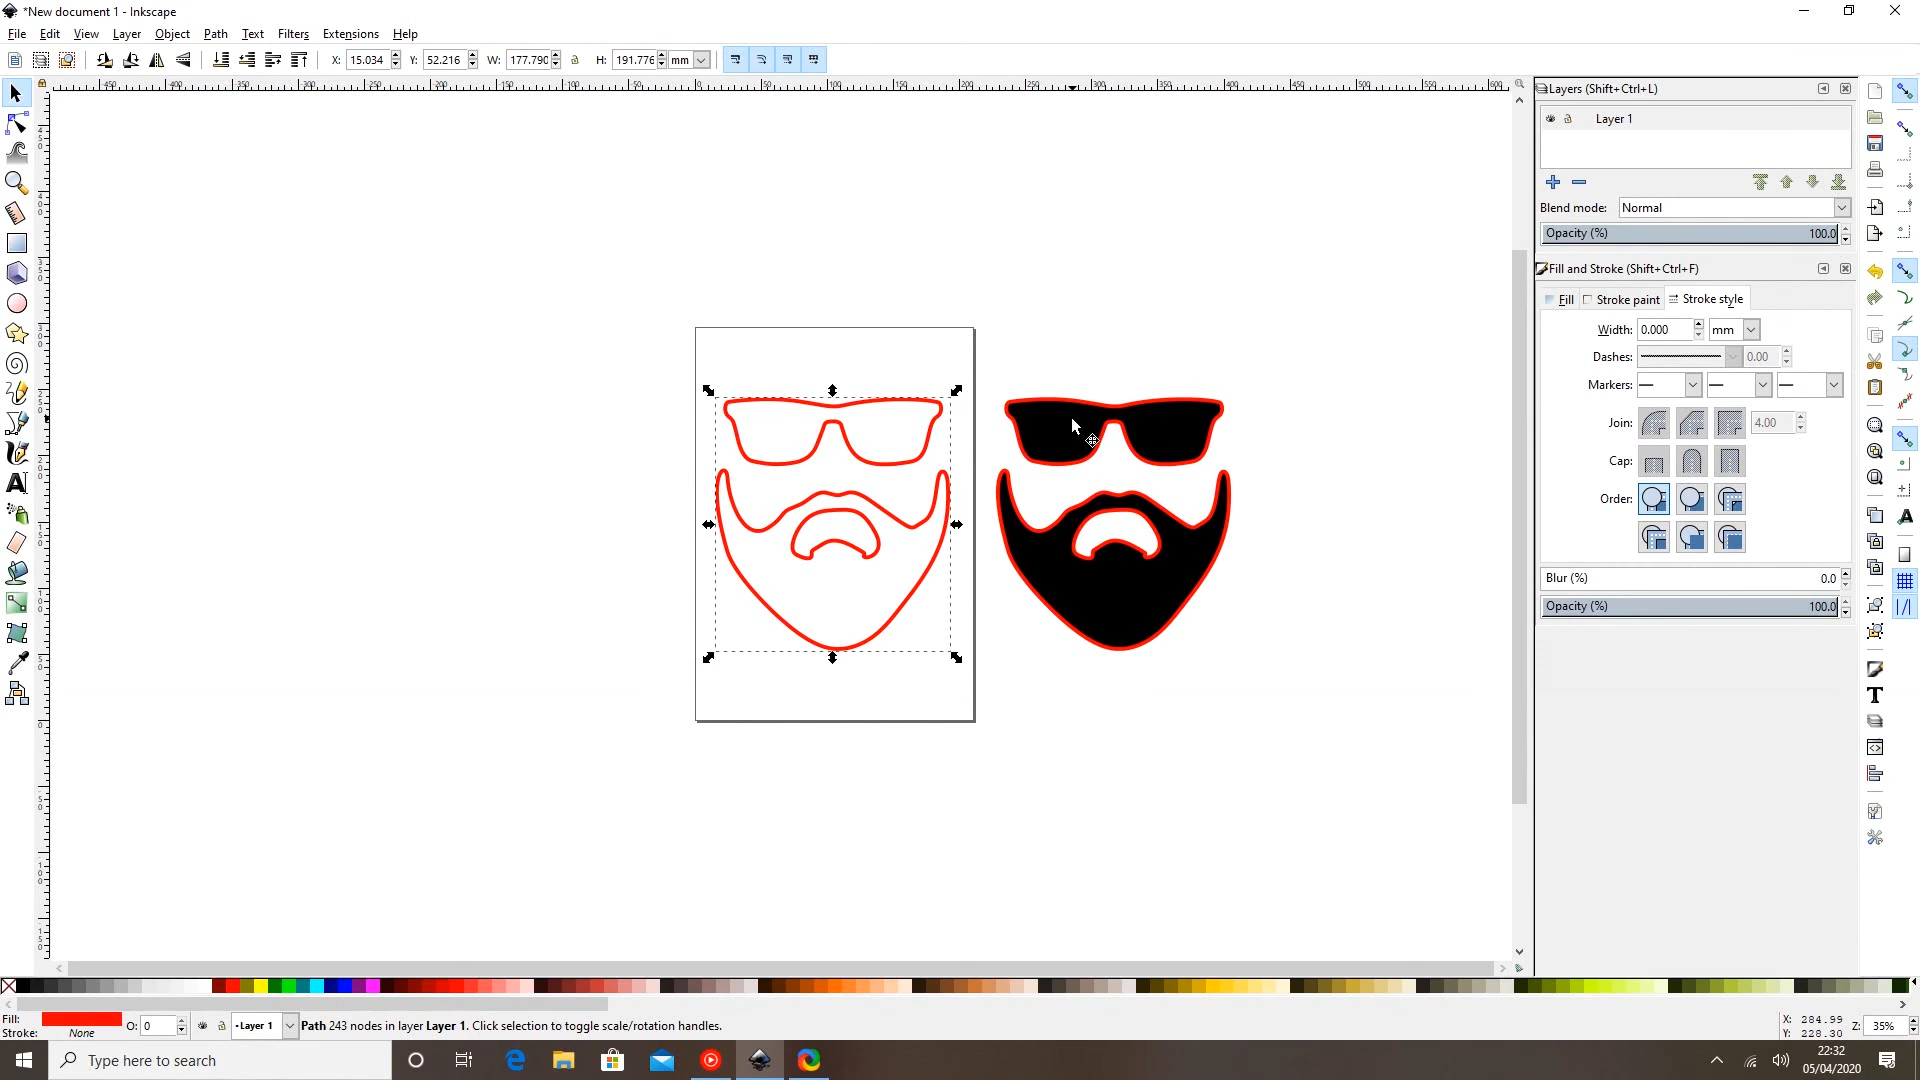 *New document 1 - Inkscape
File Edit View Layer Object Path Text Filters Extensions Help
X: 15.034 Y: 52.216 W: 177.790 H: 191.776 mm
Layers (Shift+Ctrl+L)
Layer 1
Blend mode: Normal
Opacity (%) 100.0
Fill and Stroke (Shift+Ctrl+F)
Fill Stroke paint Stroke style
Width: 0.000 mm
Dashes: 0.00
Markers:
Join: 4.00
Cap:
Order:
Blur (%) 0.0
Opacity (%) 100.0
Fill:
Stroke: None
O: 0
Layer 1
Path 243 nodes in layer Layer 1. Click selection to toggle scale/rotation handles.
X: 284.99
Y: 228.30
Z: 35%
Type here to search
22:32
05/04/2020